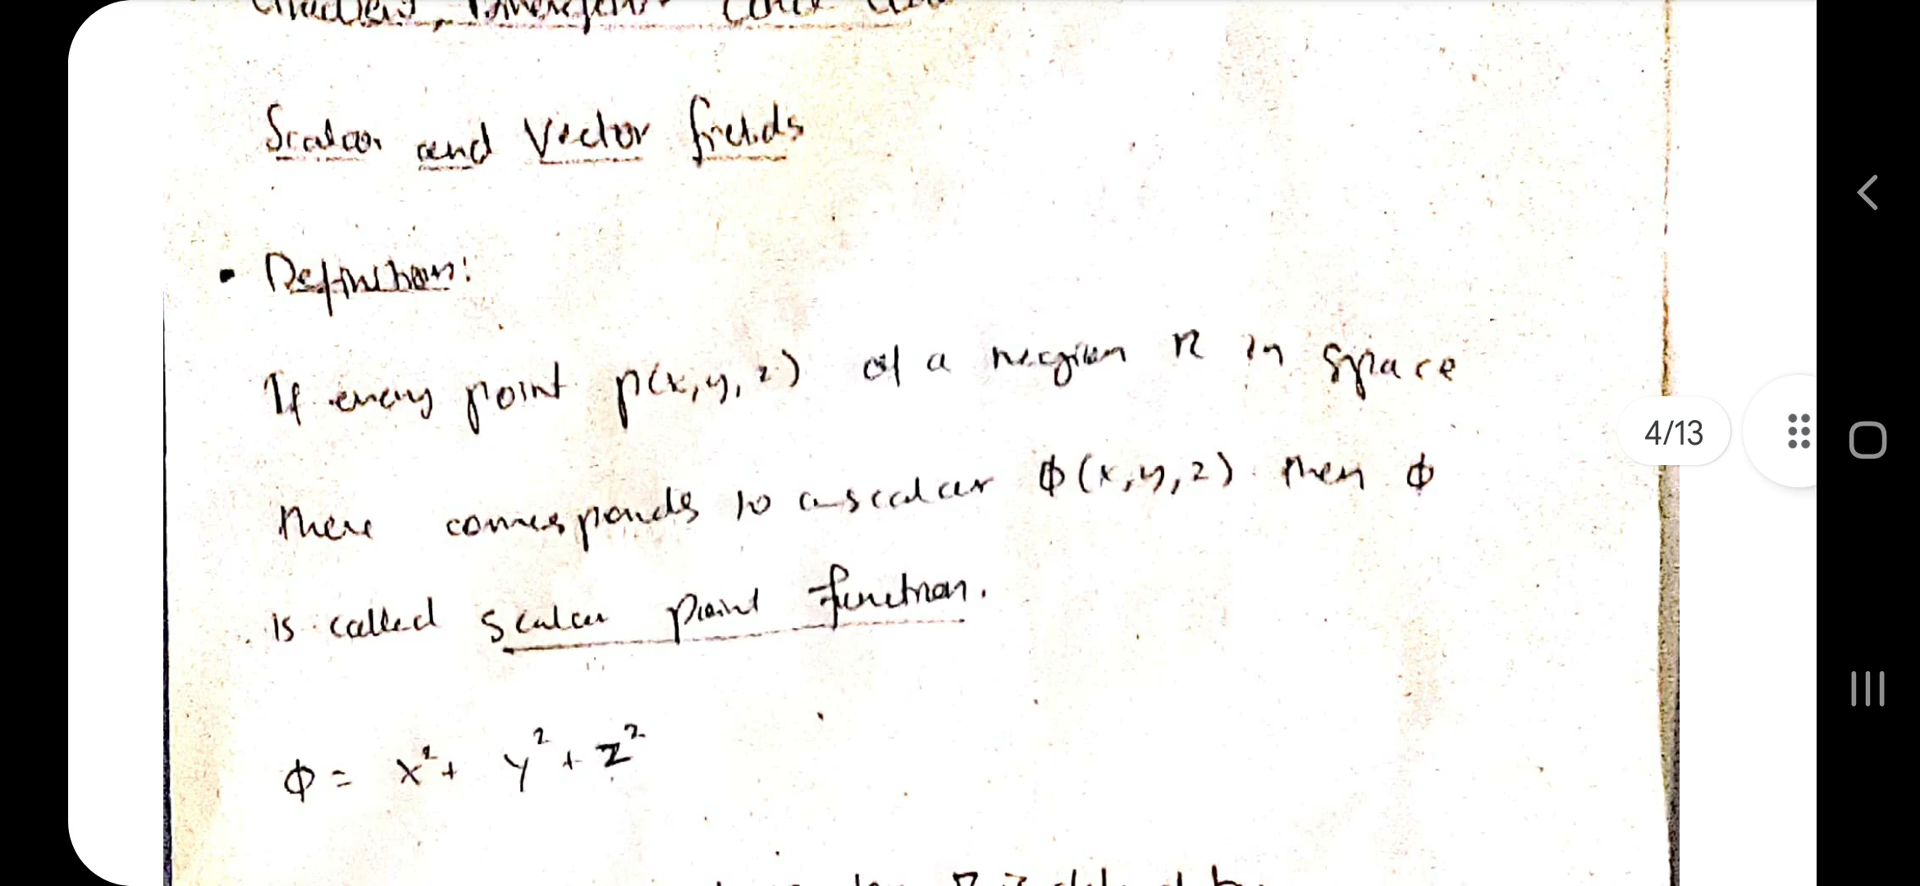 Scalar and Vector fields
• Definitions:
If every point p(x,y,z) of a region R in space
there corresponds to a scalar ϕ(x,y,z) then ϕ
is called scalar point function.
ϕ = x² + y² + z²
4/13